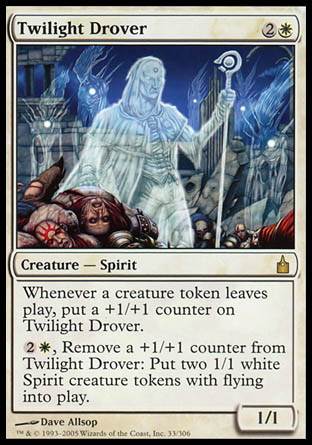 Twilight Drover 2
Creature — Spirit
Whenever a creature token leaves
play, put a +1/+1 counter on
Twilight Drover.
2, Remove a +1/+1 counter from
Twilight Drover: Put two 1/1 white
Spirit creature tokens with flying
into play.
Dave Allsop
™ & © 1993–2005 Wizards of the Coast, Inc. 33/306
1/1